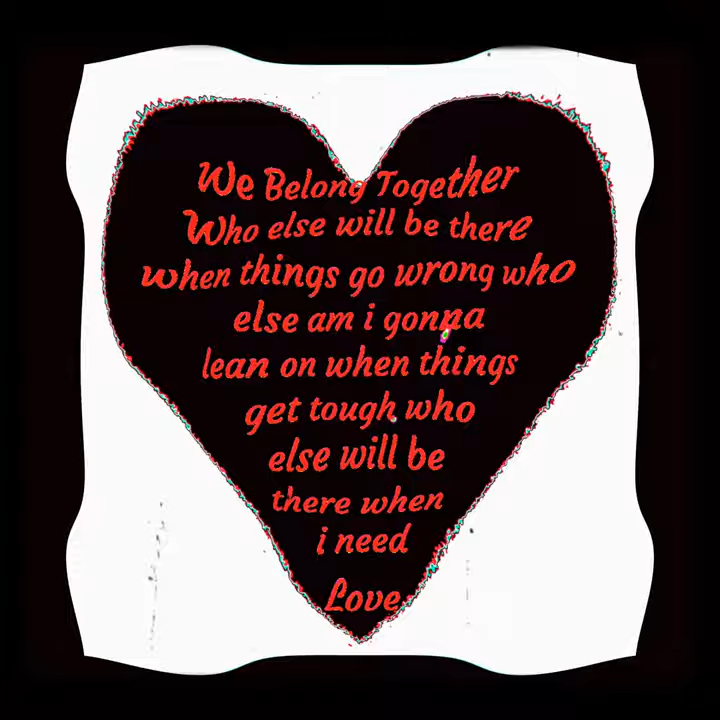 We Belong Together
Who else will be there
when things go wrong who
else am i gonna
lean on when things
get tough who
else will be
there when
i need
Love